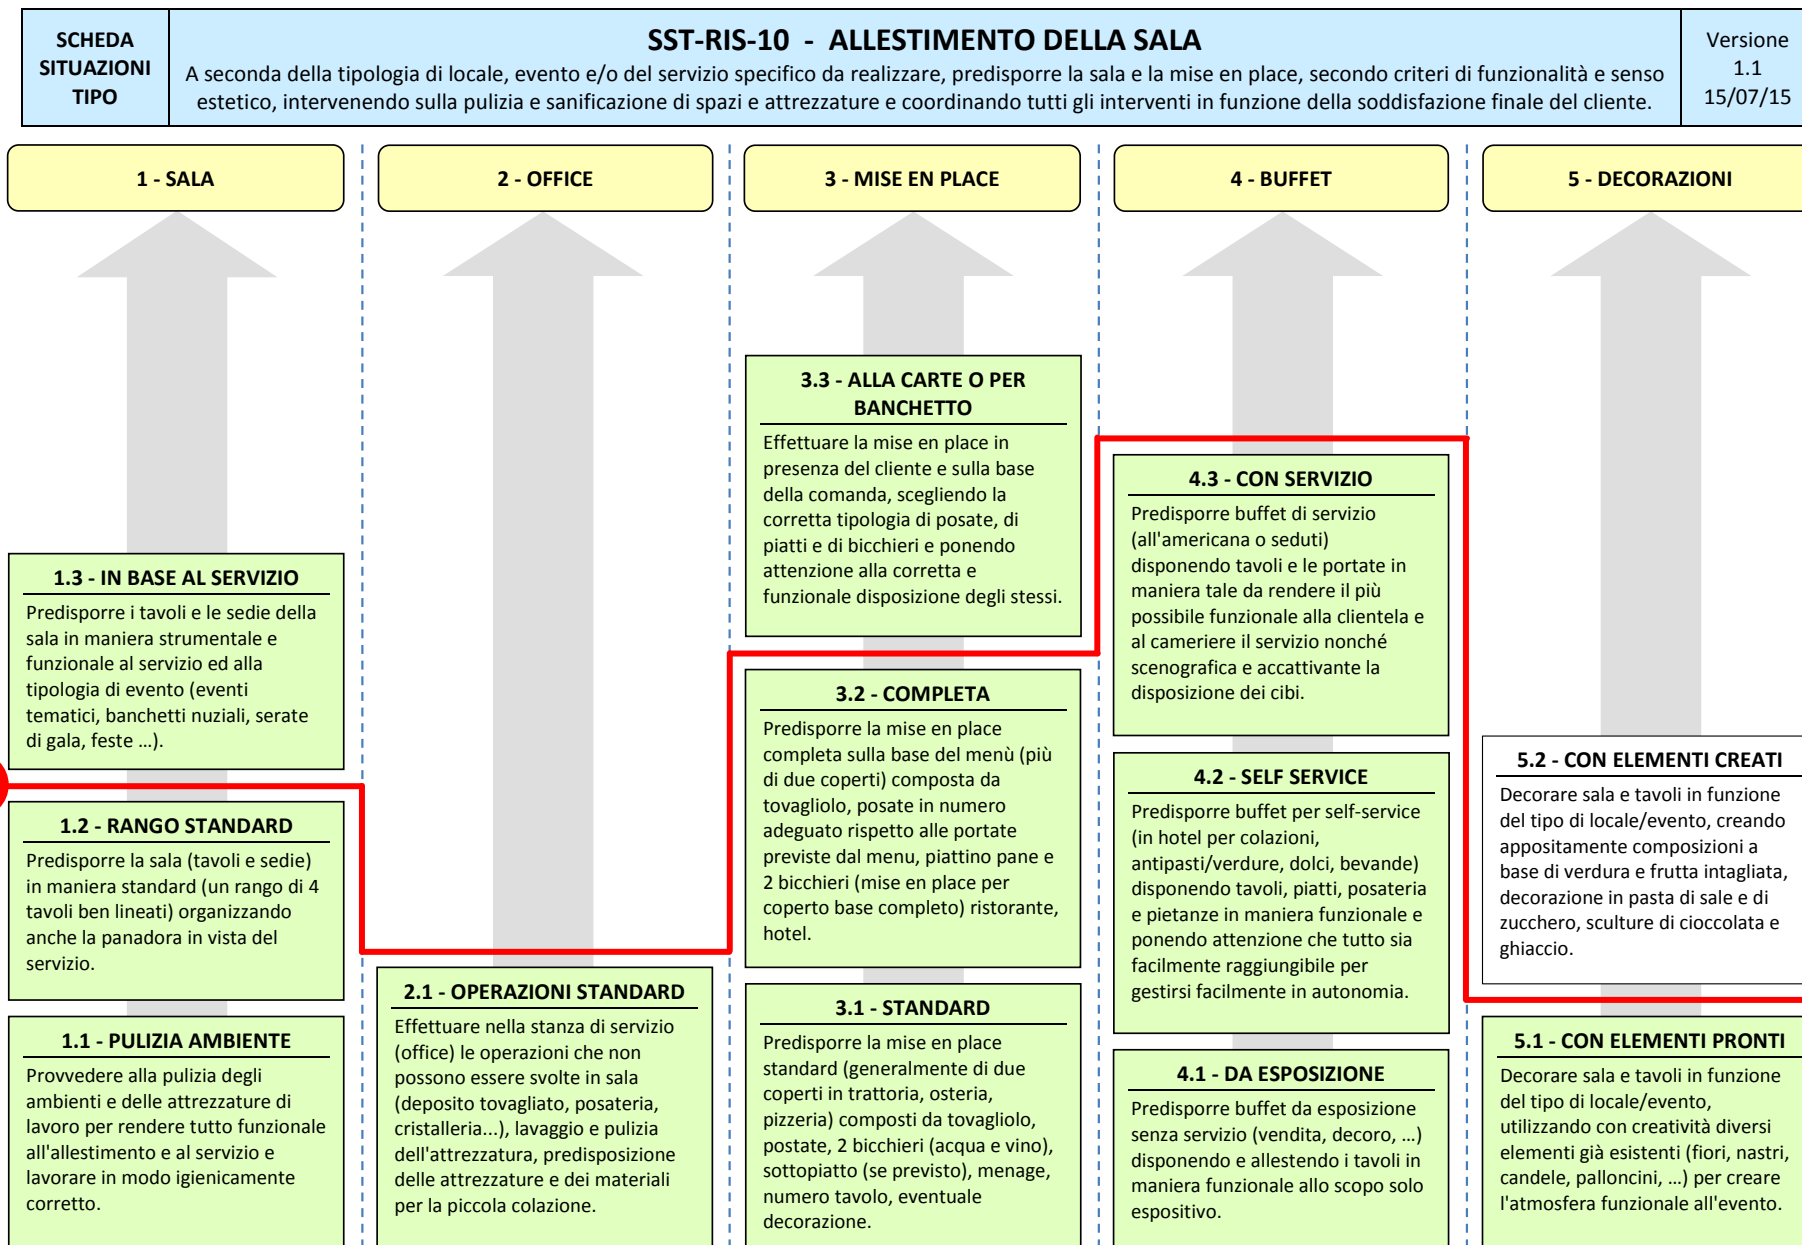 SCHEDA
SITUAZIONI
TIPO
SST-RIS-10 - ALLESTIMENTO DELLA SALA
A seconda della tipologia di locale, evento e/o del servizio specifico da realizzare, predisporre la sala e la mise en place, secondo criteri di funzionalità e senso
estetico, intervenendo sulla pulizia e sanificazione di spazi e attrezzature e coordinando tutti gli interventi in funzione della soddisfazione finale del cliente.
Versione
1.1
15/07/15
1 - SALA
1.3 - IN BASE AL SERVIZIO
Predisporre i tavoli e le sedie della
sala in maniera strumentale e
funzionale al servizio ed alla
tipologia di evento (eventi
tematici, banchetti nuziali, serate
di gala, feste …).
1.2 - RANGO STANDARD
Predisporre la sala (tavoli e sedie)
in maniera standard (un rango di 4
tavoli ben lineati) organizzando
anche la panadora in vista del
servizio.
1.1 - PULIZIA AMBIENTE
Provvedere alla pulizia degli
ambienti e delle attrezzature di
lavoro per rendere tutto funzionale
all'allestimento e al servizio e
lavorare in modo igienicamente
corretto.
2 - OFFICE
2.1 - OPERAZIONI STANDARD
Effettuare nella stanza di servizio
(office) le operazioni che non
possono essere svolte in sala
(deposito tovagliato, posateria,
cristalleria...), lavaggio e pulizia
dell'attrezzatura, predisposizione
delle attrezzature e dei materiali
per la piccola colazione.
3 - MISE EN PLACE
3.3 - ALLA CARTE O PER
BANCHETTO
Effettuare la mise en place in
presenza del cliente e sulla base
della comanda, scegliendo la
corretta tipologia di posate, di
piatti e di bicchieri e ponendo
attenzione alla corretta e
funzionale disposizione degli stessi.
3.2 - COMPLETA
Predisporre la mise en place
completa sulla base del menù (più
di due coperti) composta da
tovagliolo, posate in numero
adeguato rispetto alle portate
previste dal menu, piattino pane e
2 bicchieri (mise en place per
coperto base completo) ristorante,
hotel.
3.1 - STANDARD
Predisporre la mise en place
standard (generalmente di due
coperti in trattoria, osteria,
pizzeria) composti da tovagliolo,
postate, 2 bicchieri (acqua e vino),
sottopiatto (se previsto), menage,
numero tavolo, eventuale
decorazione.
4 - BUFFET
4.3 - CON SERVIZIO
Predisporre buffet di servizio
(all'americana o seduti)
disponendo tavoli e le portate in
maniera tale da rendere il più
possibile funzionale alla clientela e
al cameriere il servizio nonché
scenografica e accattivante la
disposizione dei cibi.
4.2 - SELF SERVICE
Predisporre buffet per self-service
(in hotel per colazioni,
antipasti/verdure, dolci, bevande)
disponendo tavoli, piatti, posateria
e pietanze in maniera funzionale e
ponendo attenzione che tutto sia
facilmente raggiungibile per
gestirsi facilmente in autonomia.
4.1 - DA ESPOSIZIONE
Predisporre buffet da esposizione
senza servizio (vendita, decoro, …)
disponendo e allestendo i tavoli in
maniera funzionale allo scopo solo
espositivo.
5 - DECORAZIONI
5.2 - CON ELEMENTI CREATI
Decorare sala e tavoli in funzione
del tipo di locale/evento, creando
appositamente composizioni a
base di verdura e frutta intagliata,
decorazione in pasta di sale e di
zucchero, sculture di cioccolata e
ghiaccio.
5.1 - CON ELEMENTI PRONTI
Decorare sala e tavoli in funzione
del tipo di locale/evento,
utilizzando con creatività diversi
elementi già esistenti (fiori, nastri,
candele, palloncini, …) per creare
l'atmosfera funzionale all'evento.